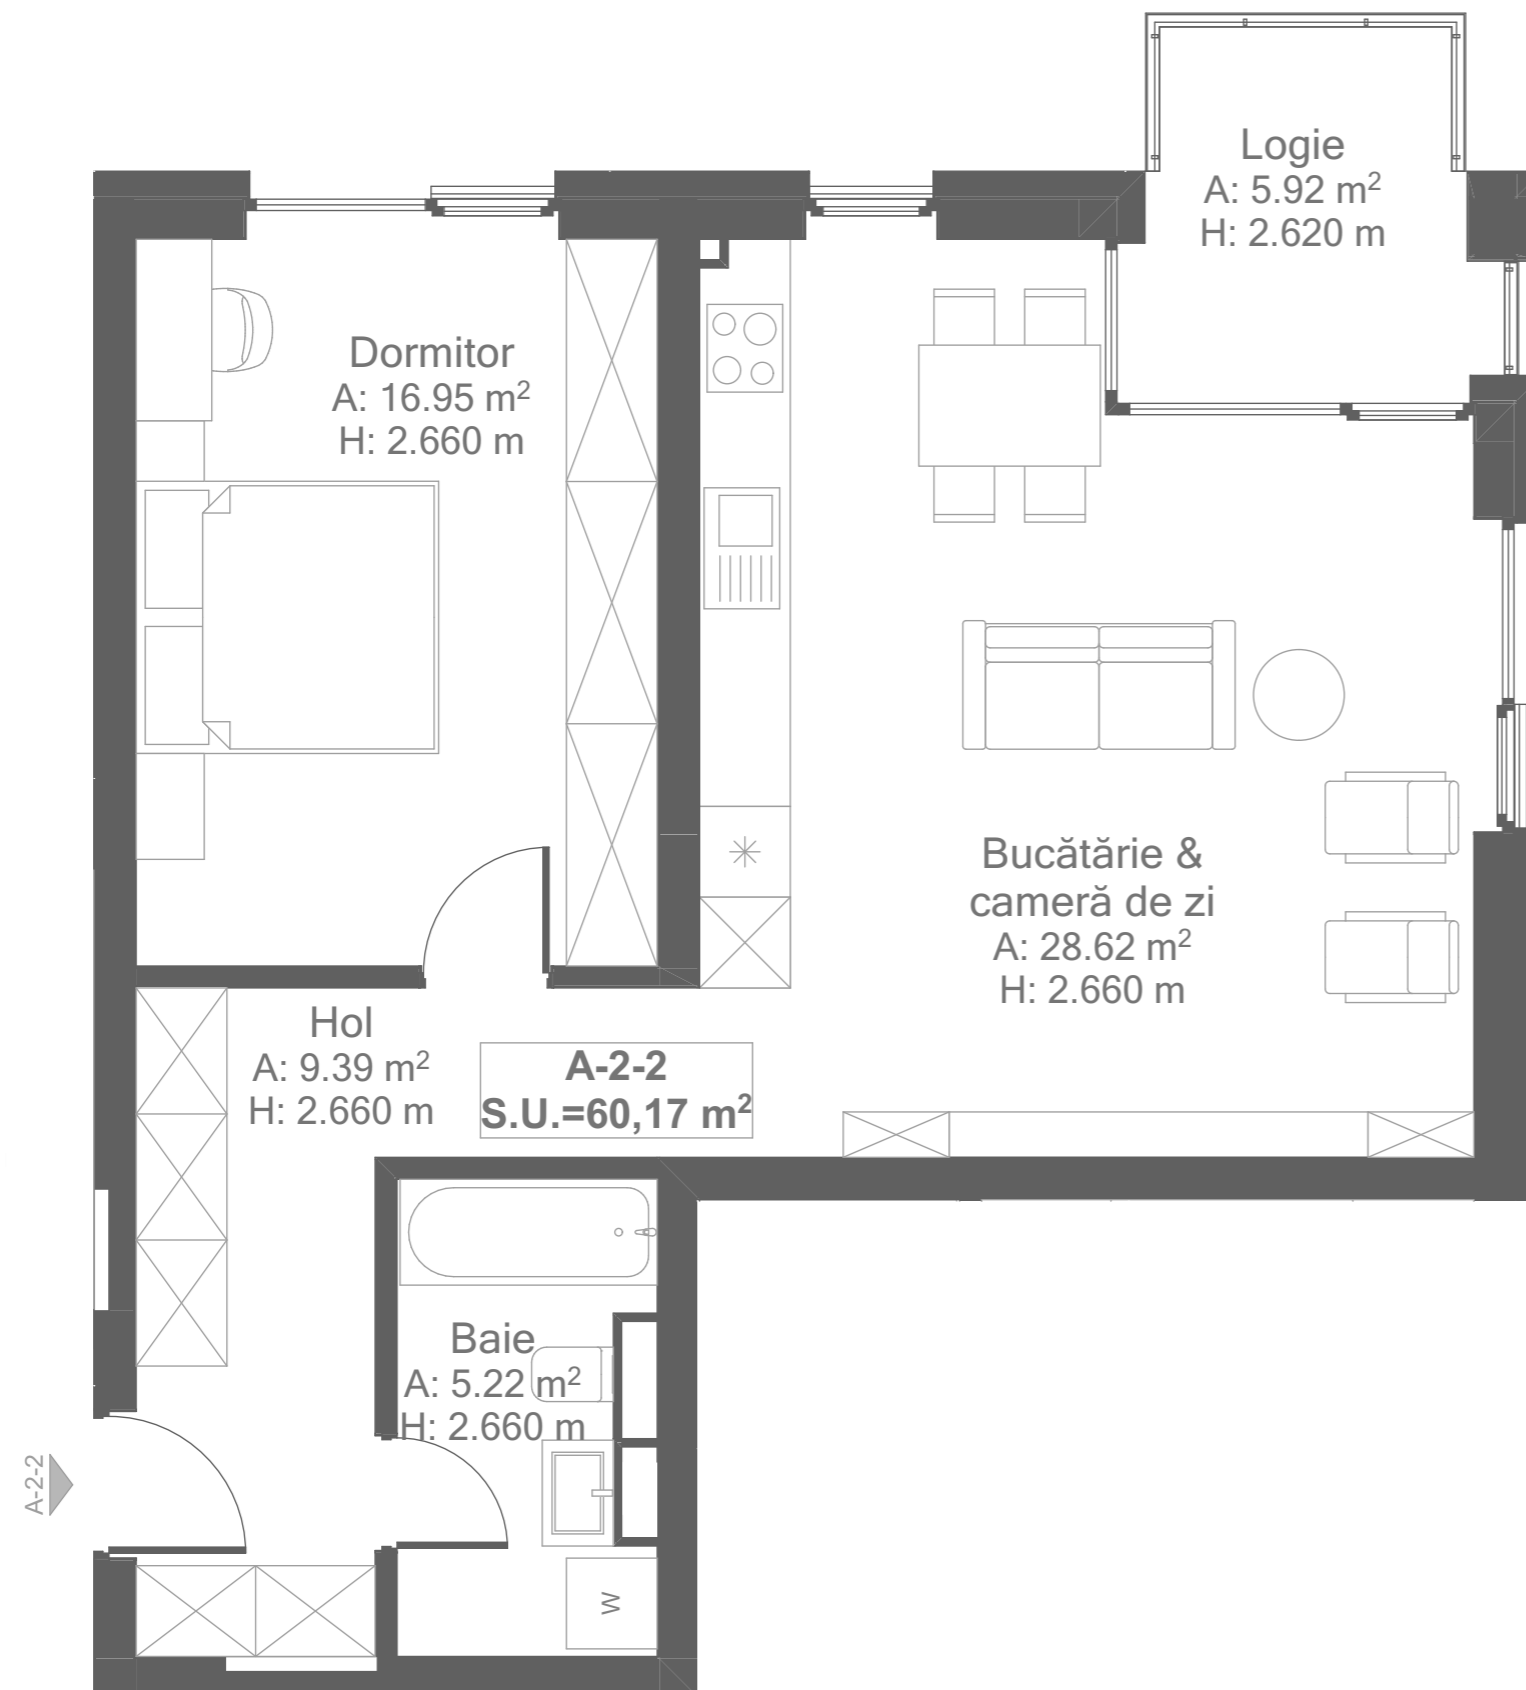 Logie
A: 5.92 m²
H: 2.620 m
Dormitor
A: 16.95 m²
H: 2.660 m
Bucătărie &
cameră de zi
A: 28.62 m²
H: 2.660 m
Hol
A: 9.39 m²
H: 2.660 m
A-2-2
S.U.=60,17 m²
Baie
A: 5.22 m²
H: 2.660 m
A-2-2
W